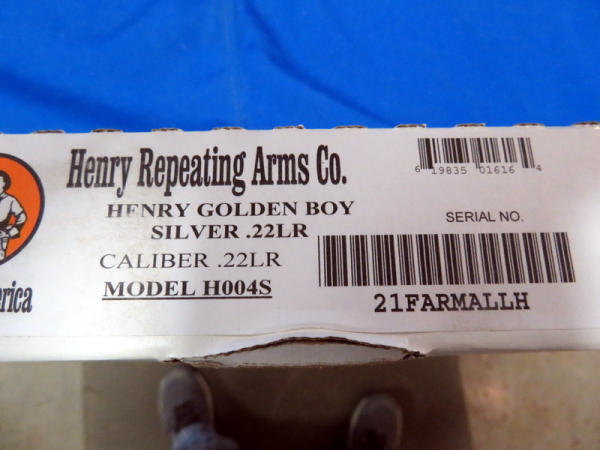 Henry Repeating Arms Co.
HENRY GOLDEN BOY
SILVER .22LR
CALIBER .22LR
MODEL H004S
6 19835 01616 4
SERIAL NO.
21FARMALLH
erica